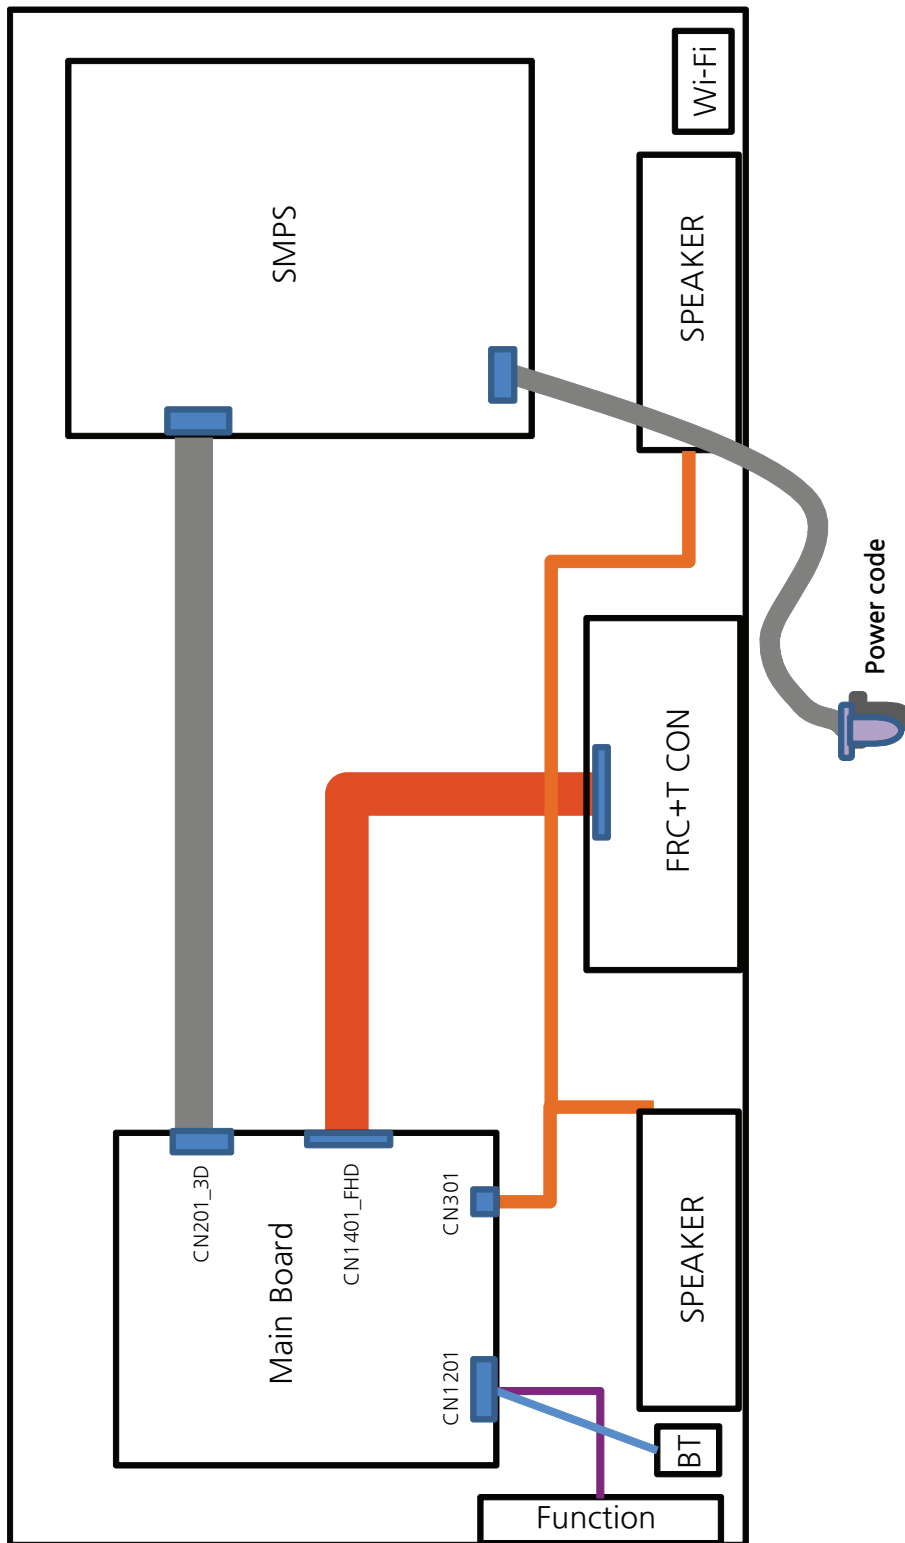 SMPS
Wi-Fi
SPEAKER
Power code
FRC+T CON
Main Board
CN201_3D
CN1401_FHD
CN301
CN1201
SPEAKER
BT
Function